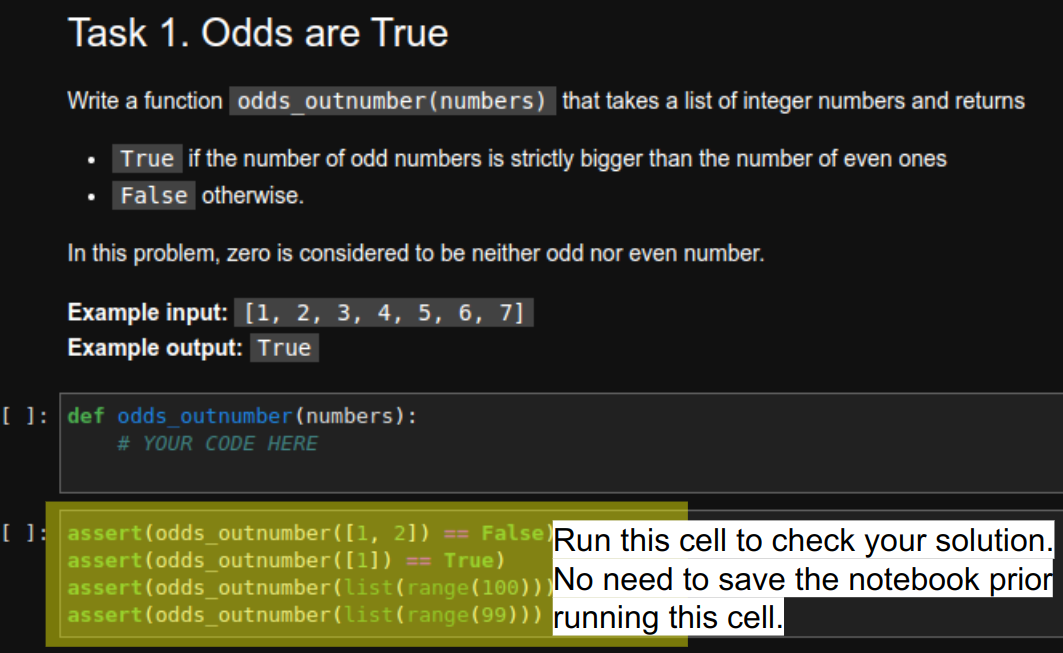 Task 1. Odds are True
Write a function odds_outnumber(numbers) that takes a list of integer numbers and returns
• True if the number of odd numbers is strictly bigger than the number of even ones
• False otherwise.
In this problem, zero is considered to be neither odd nor even number.
Example input: [1, 2, 3, 4, 5, 6, 7]
Example output: True
[ ]: def odds_outnumber(numbers):
# YOUR CODE HERE
[ ]: assert(odds_outnumber([1, 2]) == False)
assert(odds_outnumber([1]) == True)
assert(odds_outnumber(list(range(100)))
assert(odds_outnumber(list(range(99)))
Run this cell to check your solution.
No need to save the notebook prior
running this cell.